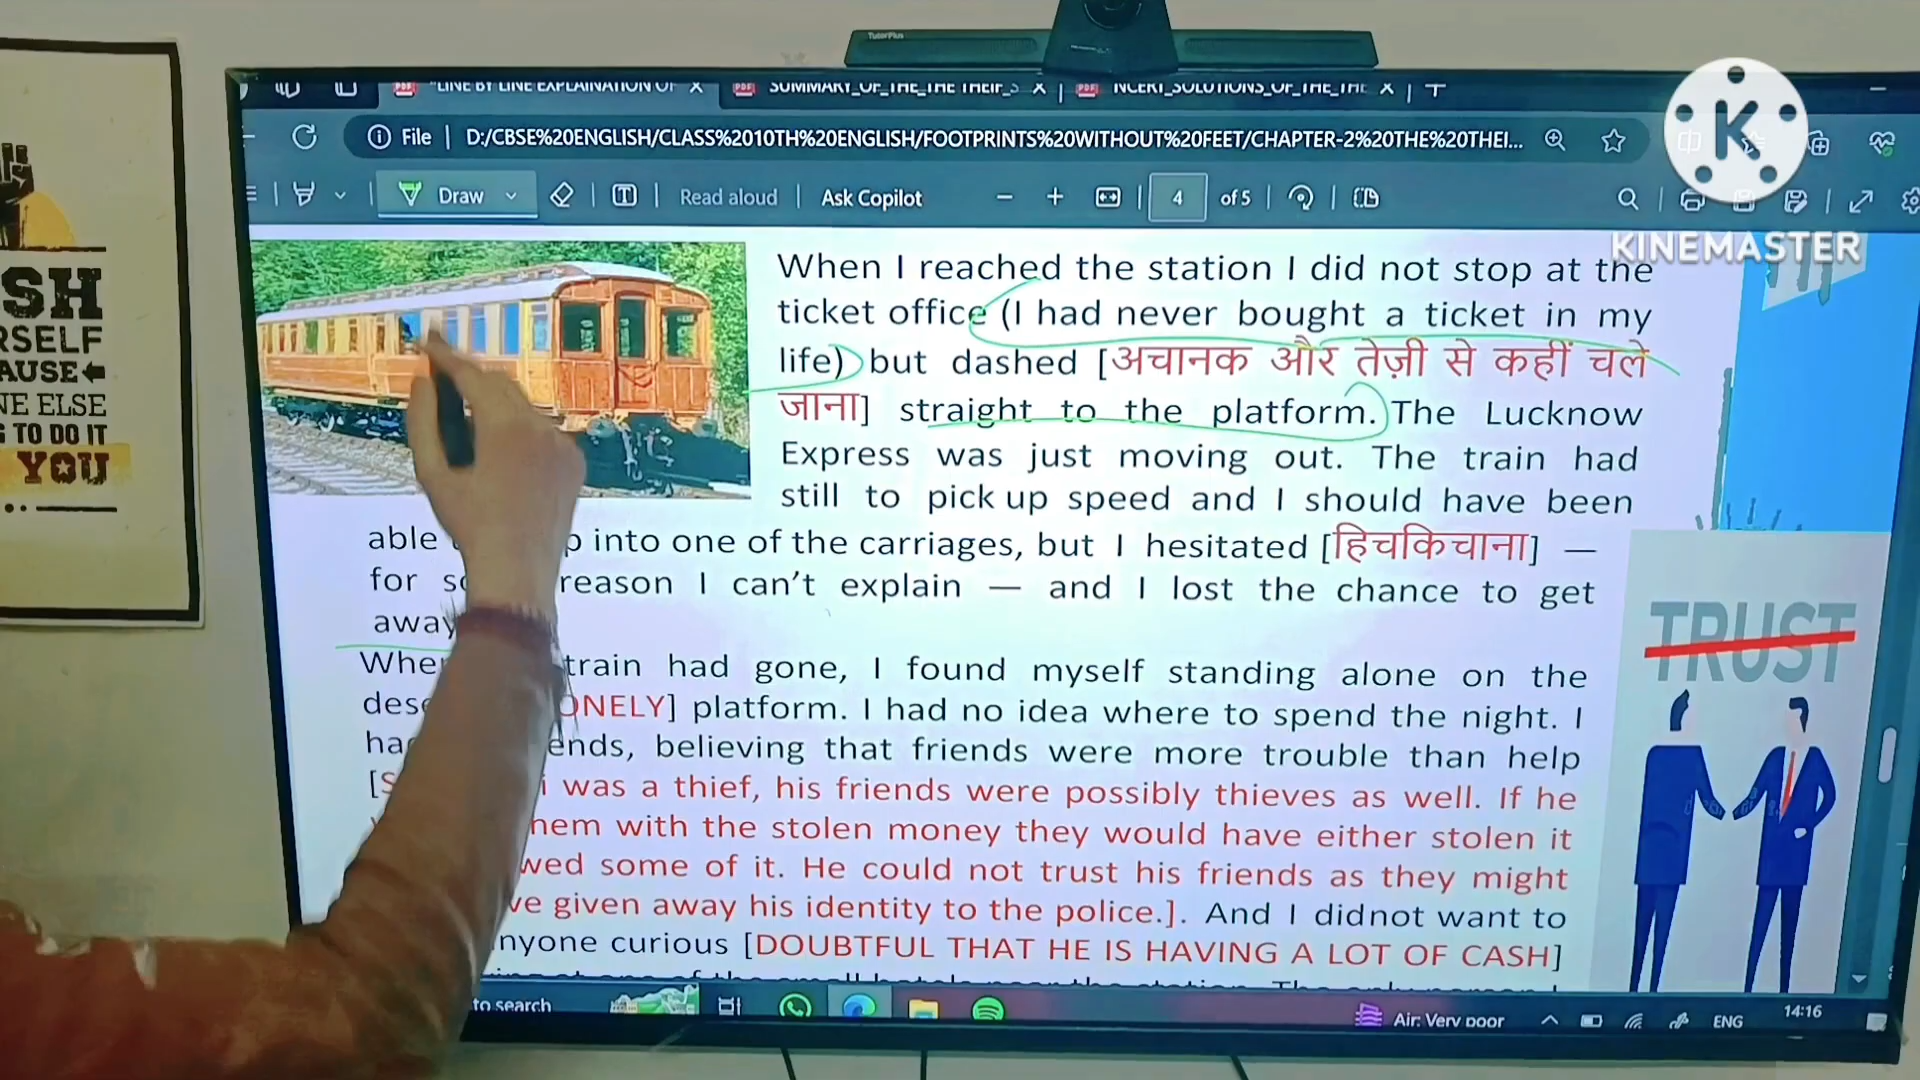 TutorPlus
"LINE BY LINE EXPLAINATION OF
SUMMARY_OF_THE_THE THEIF_S
NCERT_SOLUTIONS_OF_THE_THE
File
D:/CBSE%20ENGLISH/CLASS%2010TH%20ENGLISH/FOOTPRINTS%20WITHOUT%20FEET/CHAPTER-2%20THE%20THEI...
Draw
Read aloud
Ask Copilot
4
of 5
K
KINEMASTER
SH
RSELF
AUSE
NE ELSE
TO DO IT
YOU
When I reached the station I did not stop at the
ticket office (I had never bought a ticket in my
life) but dashed [अचानक और तेज़ी से कहीं चले
जाना] straight to the platform. The Lucknow
Express was just moving out. The train had
still to pick up speed and I should have been
able into one of the carriages, but I hesitated [हिचकिचाना] —
for reason I can't explain — and I lost the chance to get
away
train had gone, I found myself standing alone on the
ONELY] platform. I had no idea where to spend the night. I
ends, believing that friends were more trouble than help
i was a thief, his friends were possibly thieves as well. If he
hem with the stolen money they would have either stolen it
wed some of it. He could not trust his friends as they might
ve given away his identity to the police.]. And I didnot want to
nyone curious [DOUBTFUL THAT HE IS HAVING A LOT OF CASH]
TRUST
to search
Air: Very poor
ENG
14:16